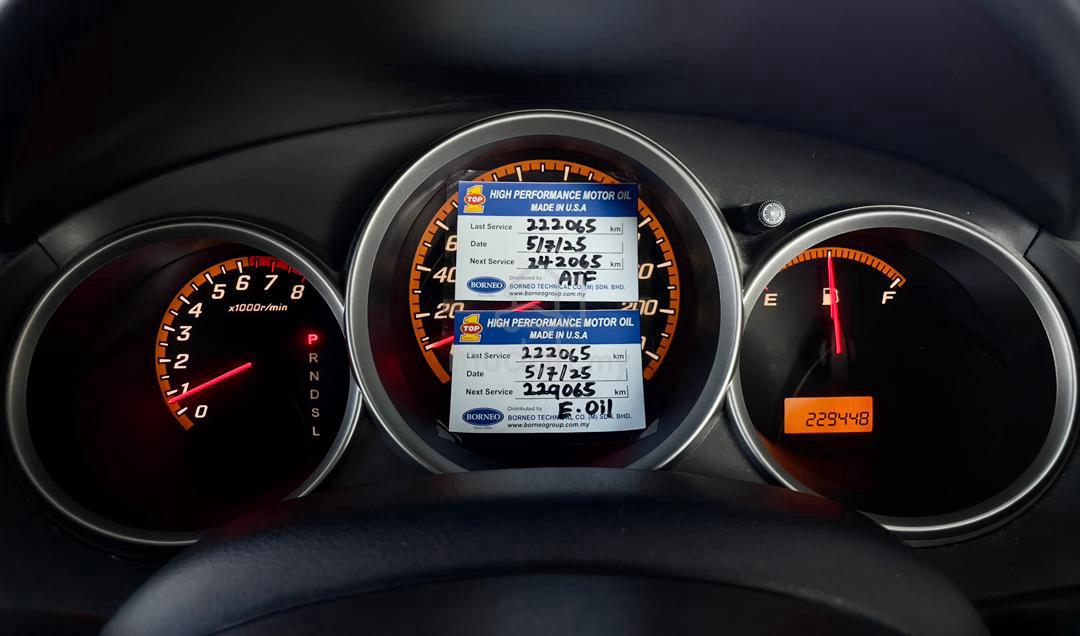 TOP 1 HIGH PERFORMANCE MOTOR OIL
MADE IN U.S.A
Last Service 222065 km
Date 5/7/25
Next Service 242065 km
ATF
Distributed by
BORNEO BORNEO TECHNICAL CO. (M) SDN. BHD.
www.borneogroup.com.my
TOP 1 HIGH PERFORMANCE MOTOR OIL
MADE IN U.S.A
Last Service 222065 km
Date 5/7/25
Next Service 229065 km
E.Oil
Distributed by
BORNEO BORNEO TECHNICAL CO. (M) SDN. BHD.
www.borneogroup.com.my
0
1
2
3
4
5
6
7
8
x1000r/min
P
R
N
D
S
L
20
40
200
E
F
229448